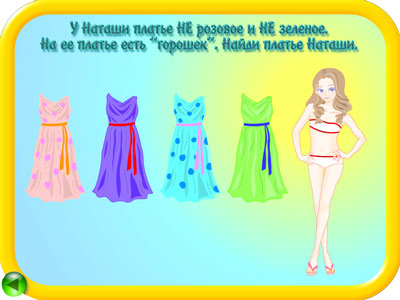 У Наташи платье НЕ розовое и НЕ зеленое.
На ее платье есть "горошек". Найди платье Наташи.